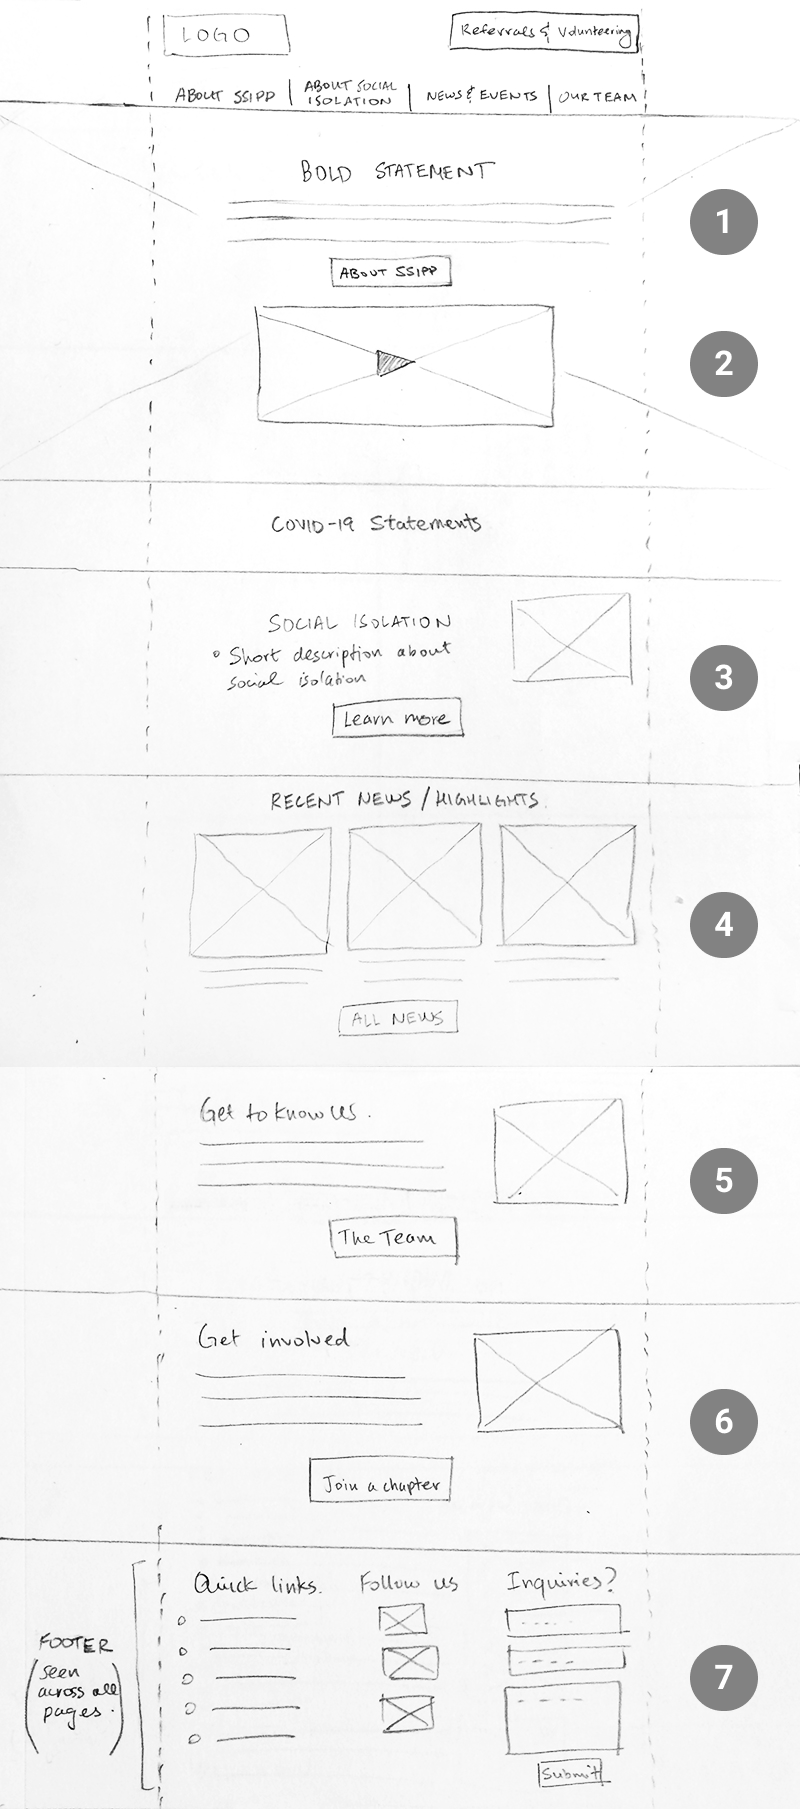 LOGO
Referrals & Volunteering
ABOUT SSIPP
ABOUT SOCIAL
ISOLATION
NEWS & EVENTS
OUR TEAM
BOLD STATEMENT
1
ABOUT SSIPP
2
COVID-19 Statements
SOCIAL ISOLATION
Short description about
social isolation
3
Learn more
RECENT NEWS / HIGHLIGHTS
4
ALL NEWS
Get to know us.
5
The Team
Get involved
6
Join a chapter
Quick links.
Follow us
Inquiries?
FOOTER
(seen
across all
pages.)
7
Submit